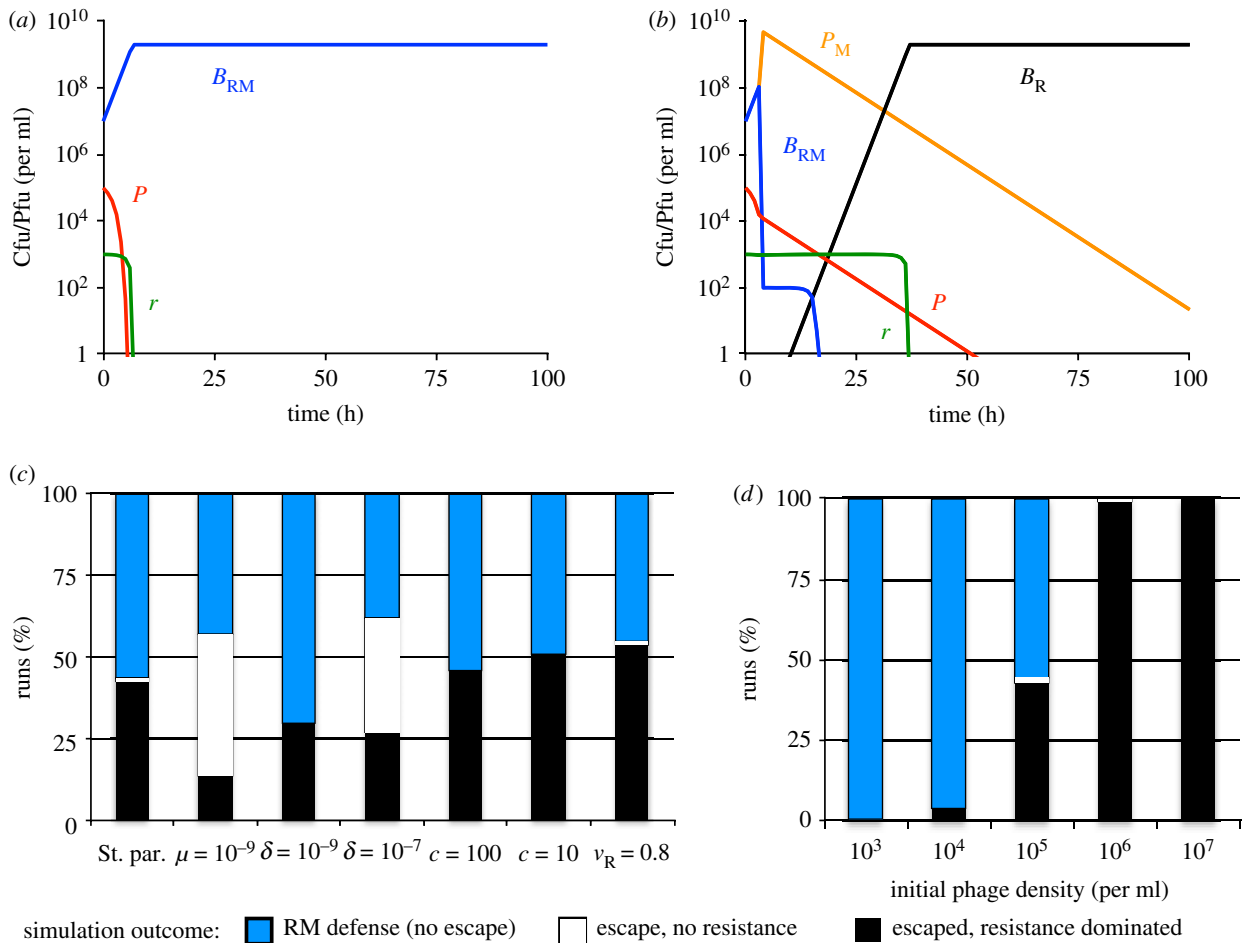 (a)
10^10
10^8
10^6
10^4
10^2
1
Cfu/Pfu (per ml)
B_RM
P
r
0 25 50 75 100
time (h)
(b)
10^10
10^8
10^6
10^4
10^2
1
Cfu/Pfu (per ml)
P_M
B_R
B_RM
P
r
0 25 50 75 100
time (h)
(c)
100
75
50
25
0
runs (%)
St. par. μ = 10^–9 δ = 10^–9 δ = 10^–7 c = 100 c = 10 v_R = 0.8
(d)
100
75
50
25
0
runs (%)
10^3 10^4 10^5 10^6 10^7
initial phage density (per ml)
simulation outcome: RM defense (no escape) escape, no resistance escaped, resistance dominated